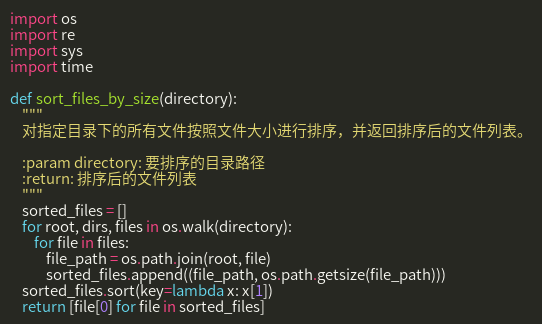 import os
import re
import sys
import time

def sort_files_by_size(directory):
    """
    对指定目录下的所有文件按照文件大小进行排序，并返回排序后的文件列表。

    :param directory: 要排序的目录路径
    :return: 排序后的文件列表
    """
    sorted_files = []
    for root, dirs, files in os.walk(directory):
        for file in files:
            file_path = os.path.join(root, file)
            sorted_files.append((file_path, os.path.getsize(file_path)))
    sorted_files.sort(key=lambda x: x[1])
    return [file[0] for file in sorted_files]